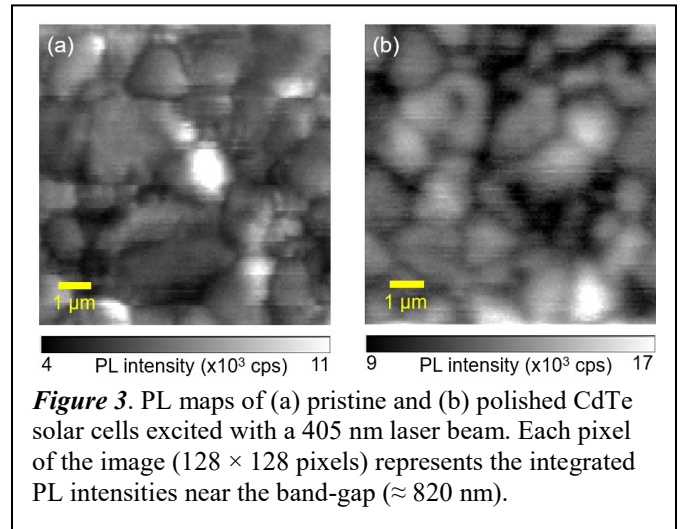 (a)
(b)
1 μm
1 μm
4 PL intensity (x10³ cps) 11
9 PL intensity (x10³ cps) 17
Figure 3. PL maps of (a) pristine and (b) polished CdTe
solar cells excited with a 405 nm laser beam. Each pixel
of the image (128 × 128 pixels) represents the integrated
PL intensities near the band-gap (≈ 820 nm).